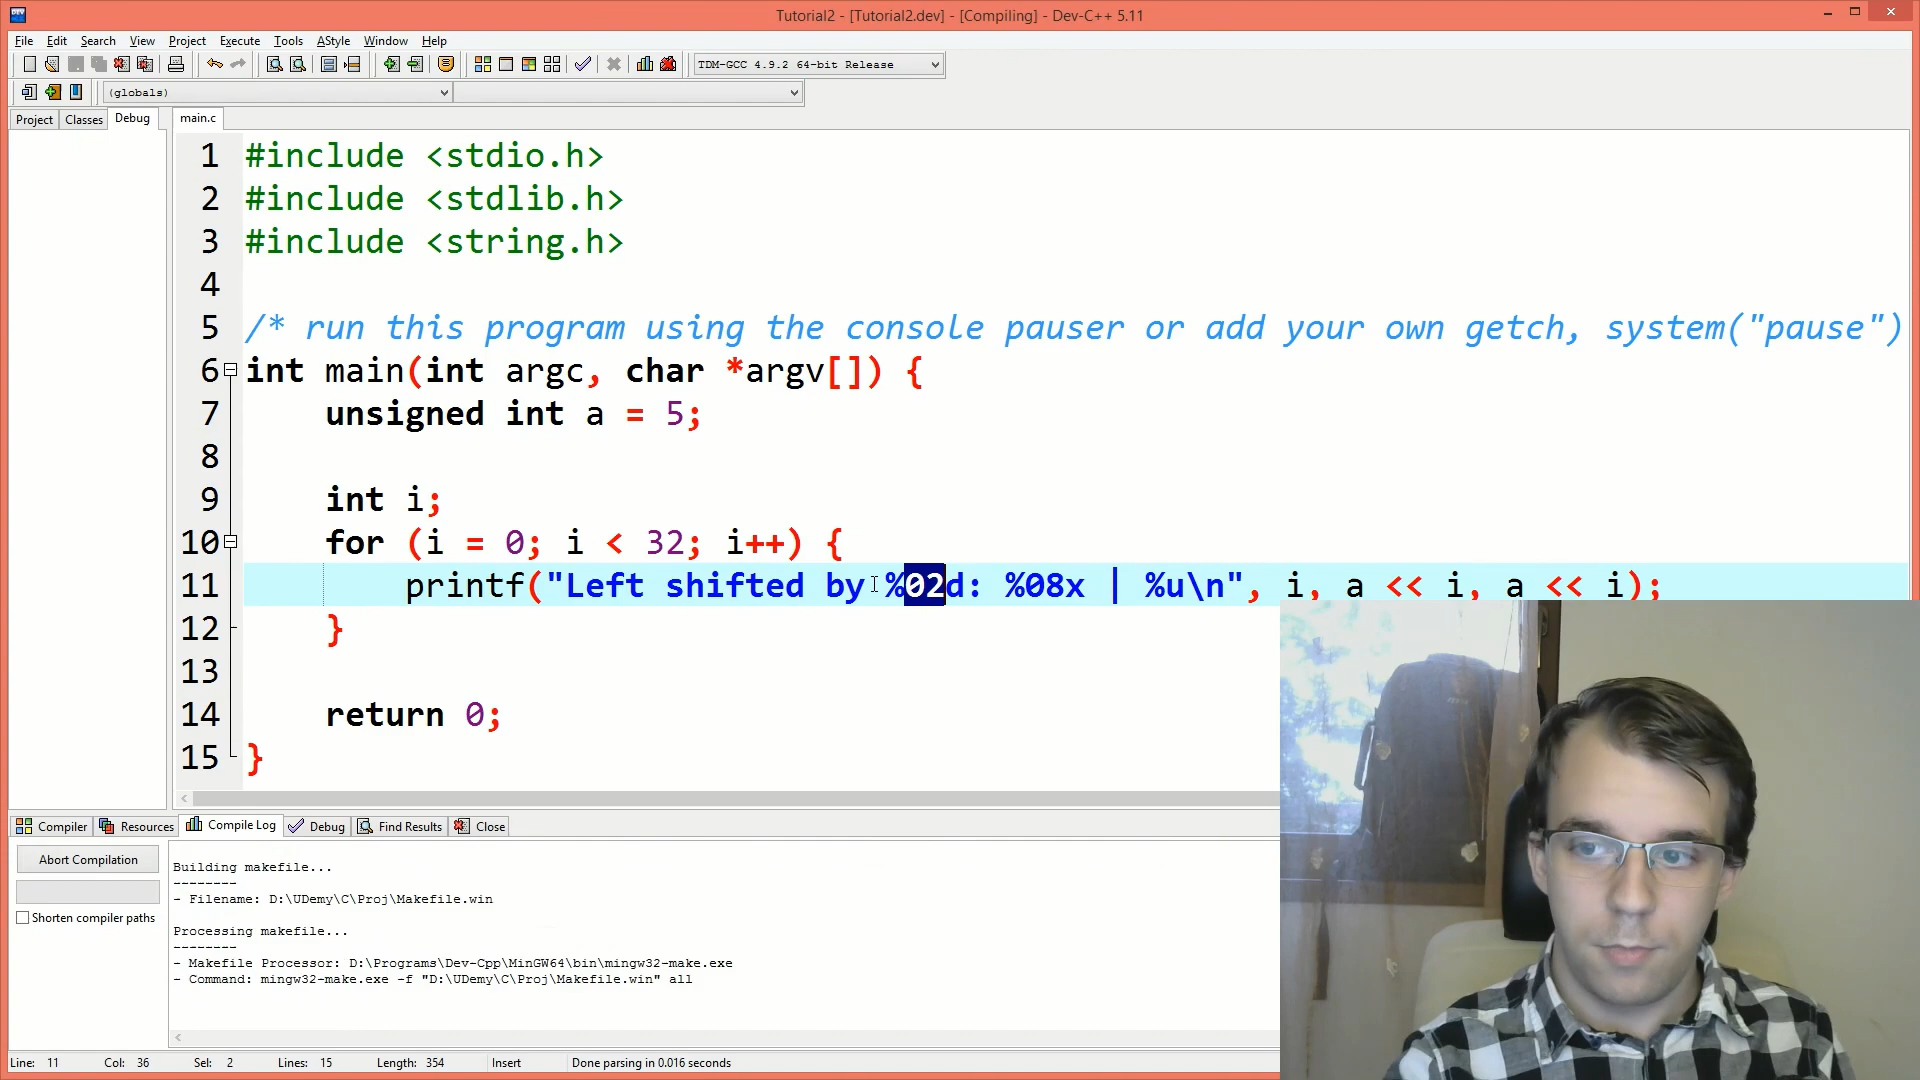 Tutorial2 - [Tutorial2.dev] - [Compiling] - Dev-C++ 5.11
File Edit Search View Project Execute Tools AStyle Window Help
TDM-GCC 4.9.2 64-bit Release
(globals)
Project Classes Debug main.c
1 #include <stdio.h>
2 #include <stdlib.h>
3 #include <string.h>
4
5 /* run this program using the console pauser or add your own getch, system("pause")
6 int main(int argc, char *argv[]) {
7 unsigned int a = 5;
8
9 int i;
10 for (i = 0; i < 32; i++) {
11 printf("Left shifted by %02d: %08x | %u\n", i, a << i, a << i);
12 }
13
14 return 0;
15 }
Compiler Resources Compile Log Debug Find Results Close
Abort Compilation
Shorten compiler paths
Building makefile...
--------
- Filename: D:\UDemy\C\Proj\Makefile.win
Processing makefile...
--------
- Makefile Processor: D:\Programs\Dev-Cpp\MinGW64\bin\mingw32-make.exe
- Command: mingw32-make.exe -f "D:\UDemy\C\Proj\Makefile.win" all
Line: 11 Col: 36 Sel: 2 Lines: 15 Length: 354 Insert Done parsing in 0.016 seconds